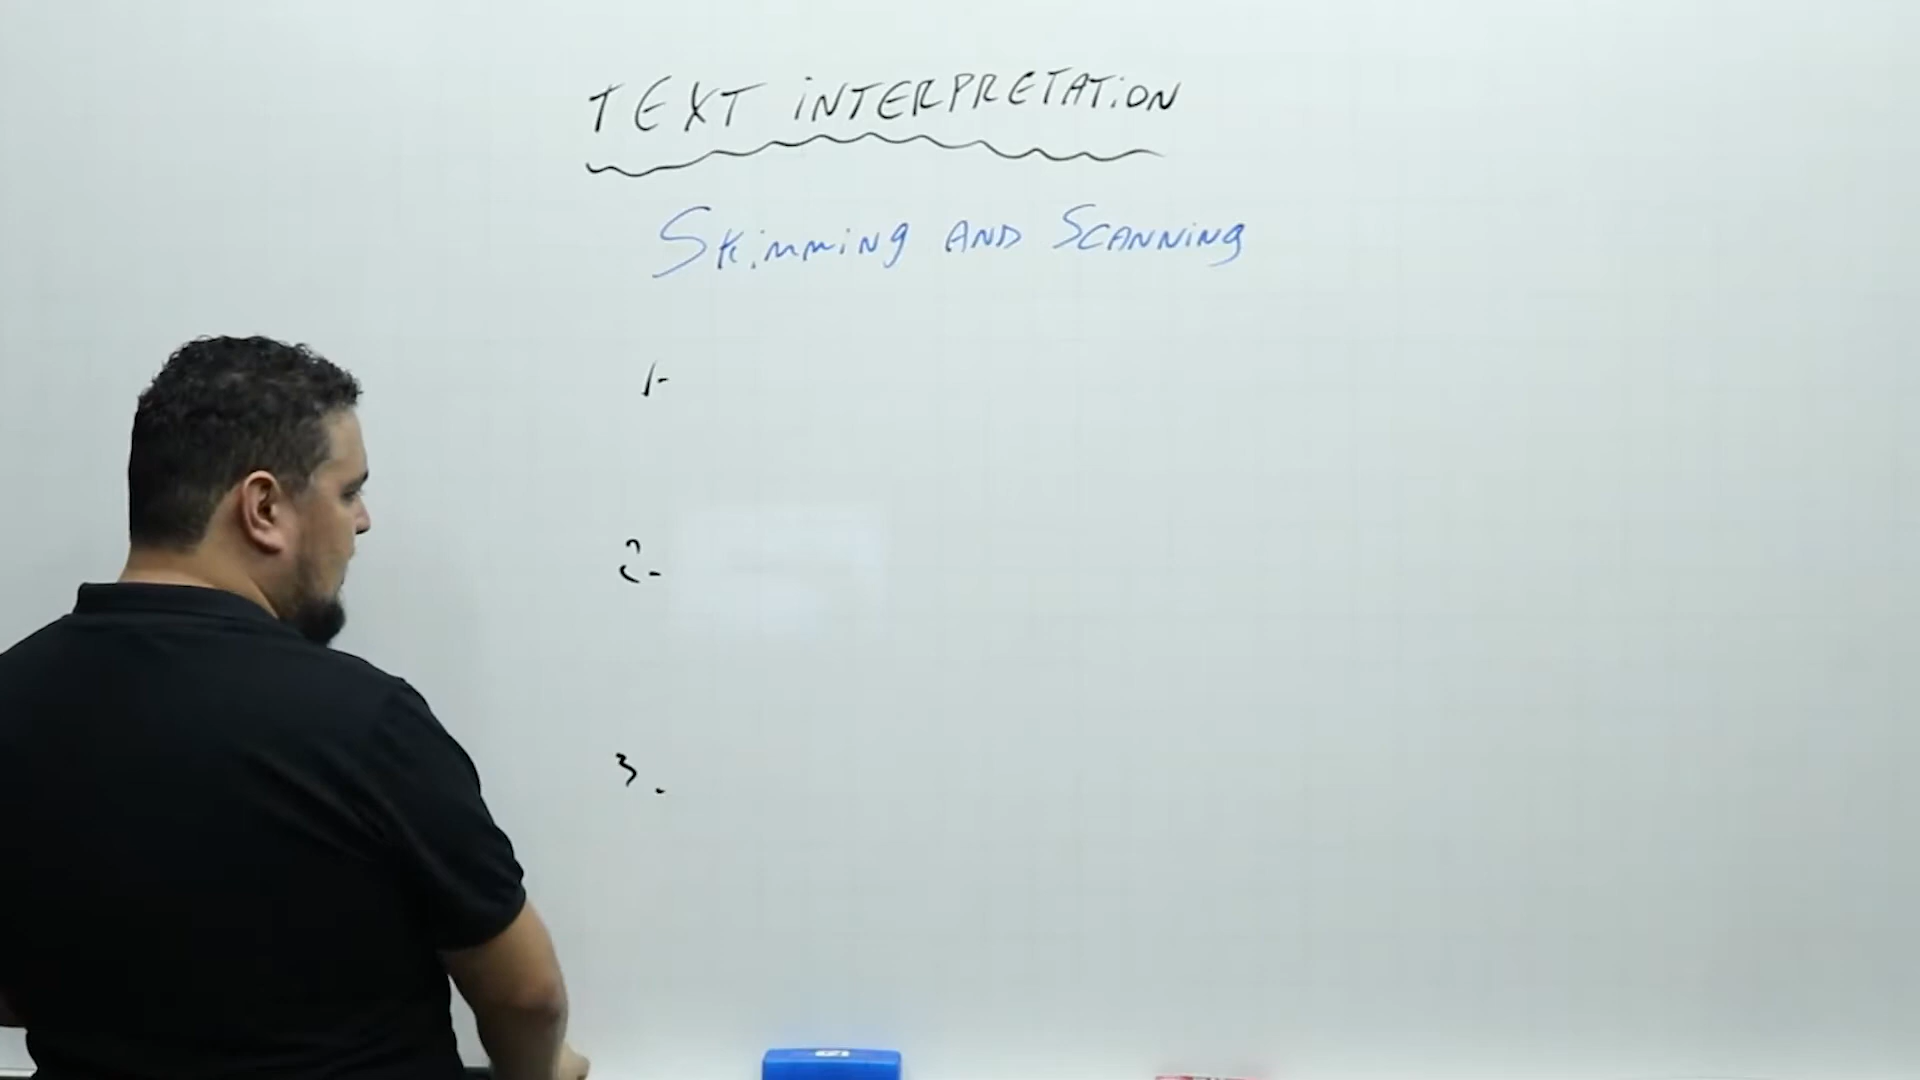 TEXT iNTERPRETATiON
Skimming AND SCANNiNg
1-
2-
3-